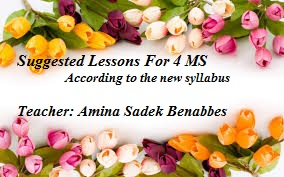 Suggested Lessons For 4 MS
According to the new syllabus
Teacher: Amina Sadek Benabbes